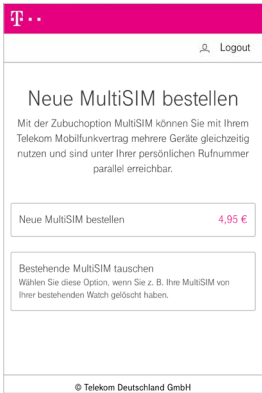 T
Logout
Neue MultiSIM bestellen
Mit der Zubuchoption MultiSIM können Sie mit Ihrem
Telekom Mobilfunkvertrag mehrere Geräte gleichzeitig
nutzen und sind unter Ihrer persönlichen Rufnummer
parallel erreichbar.
Neue MultiSIM bestellen 4,95 €
Bestehende MultiSIM tauschen
Wählen Sie diese Option, wenn Sie z. B. Ihre MultiSIM von
Ihrer bestehenden Watch gelöscht haben.
© Telekom Deutschland GmbH